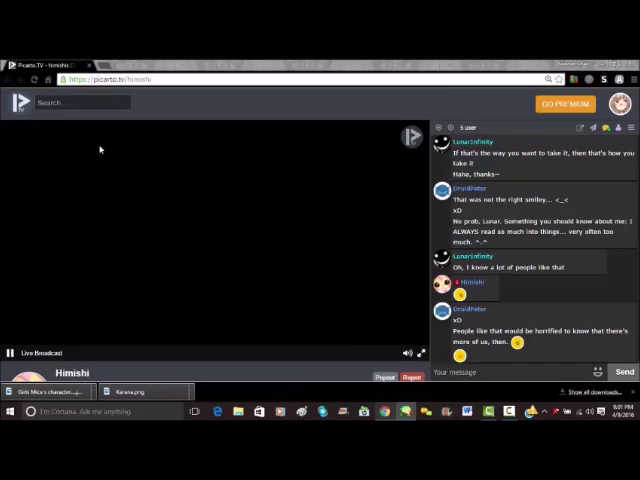 Picarto.TV - himishi's C
https://picarto.tv/himishi
TV
Search...
GO PREMIUM
5 user
LunarInfinity
If that's the way you want to take it, then that's how you
take it
Haha, thanks~
DruidPeter
That was not the right smiley... <_<
xD
No prob, Lunar. Something you should know about me: I
ALWAYS read so much into things... very often too
much. ^.^
LunarInfinity
Oh, I know a lot of people like that
Himishi
DruidPeter
xD
People like that would be horrified to know that there's
more of us, then.
Live Broadcast
Your message
Send
Himishi
Popout
Report
Girls Mica's character....j...
Karana.png
Show all downloads...
I'm Cortana. Ask me anything.
9:01 PM
4/9/2016